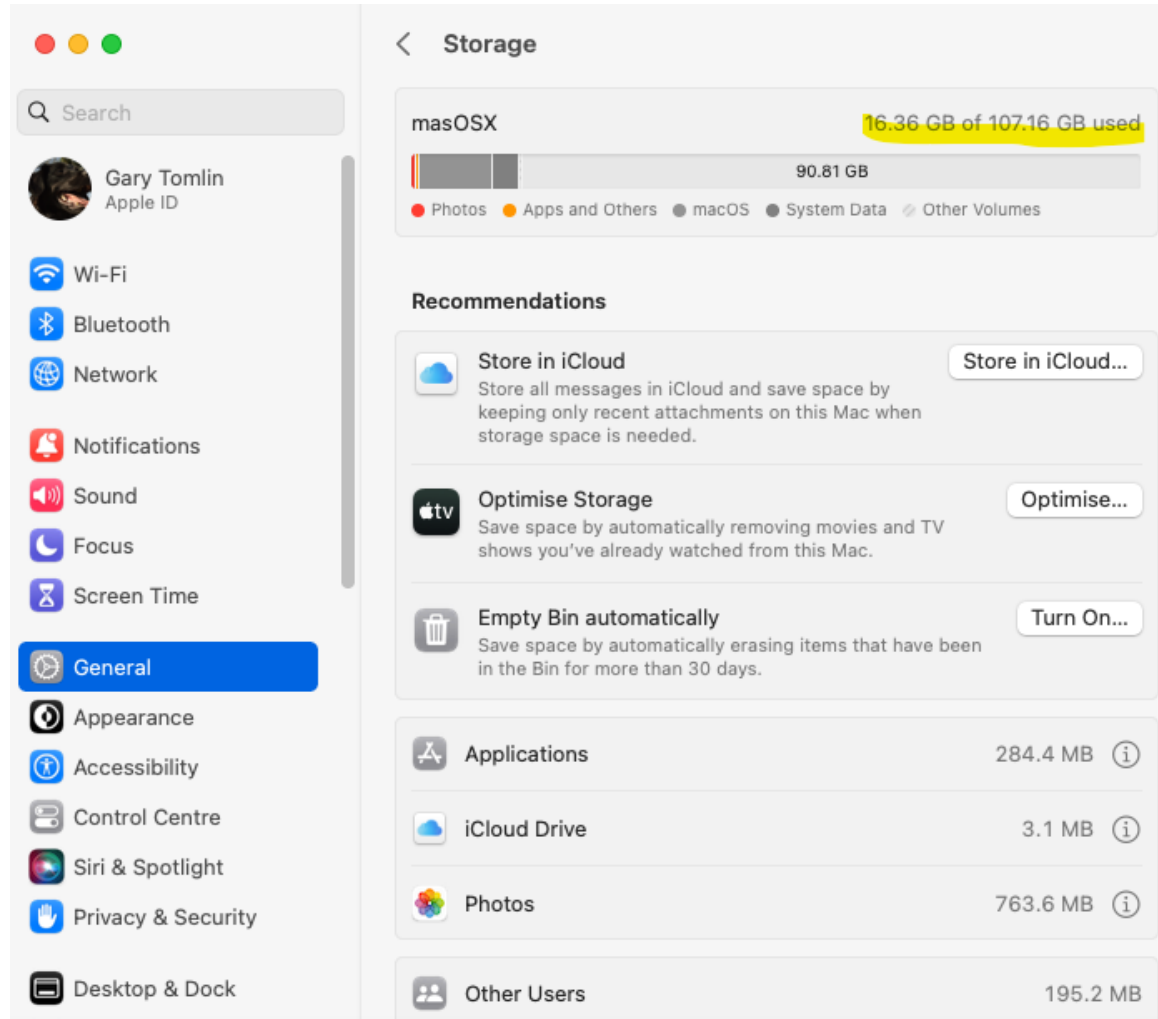 Search
Gary Tomlin
Apple ID
Wi-Fi
Bluetooth
Network
Notifications
Sound
Focus
Screen Time
General
Appearance
Accessibility
Control Centre
Siri & Spotlight
Privacy & Security
Desktop & Dock
Storage
masOSX 16.36 GB of 107.16 GB used
90.81 GB
Photos Apps and Others macOS System Data Other Volumes
Recommendations
Store in iCloud Store in iCloud...
Store all messages in iCloud and save space by
keeping only recent attachments on this Mac when
storage space is needed.
tv
Optimise Storage Optimise...
Save space by automatically removing movies and TV
shows you've already watched from this Mac.
Empty Bin automatically Turn On...
Save space by automatically erasing items that have been
in the Bin for more than 30 days.
Applications 284.4 MB
iCloud Drive 3.1 MB
Photos 763.6 MB
Other Users 195.2 MB